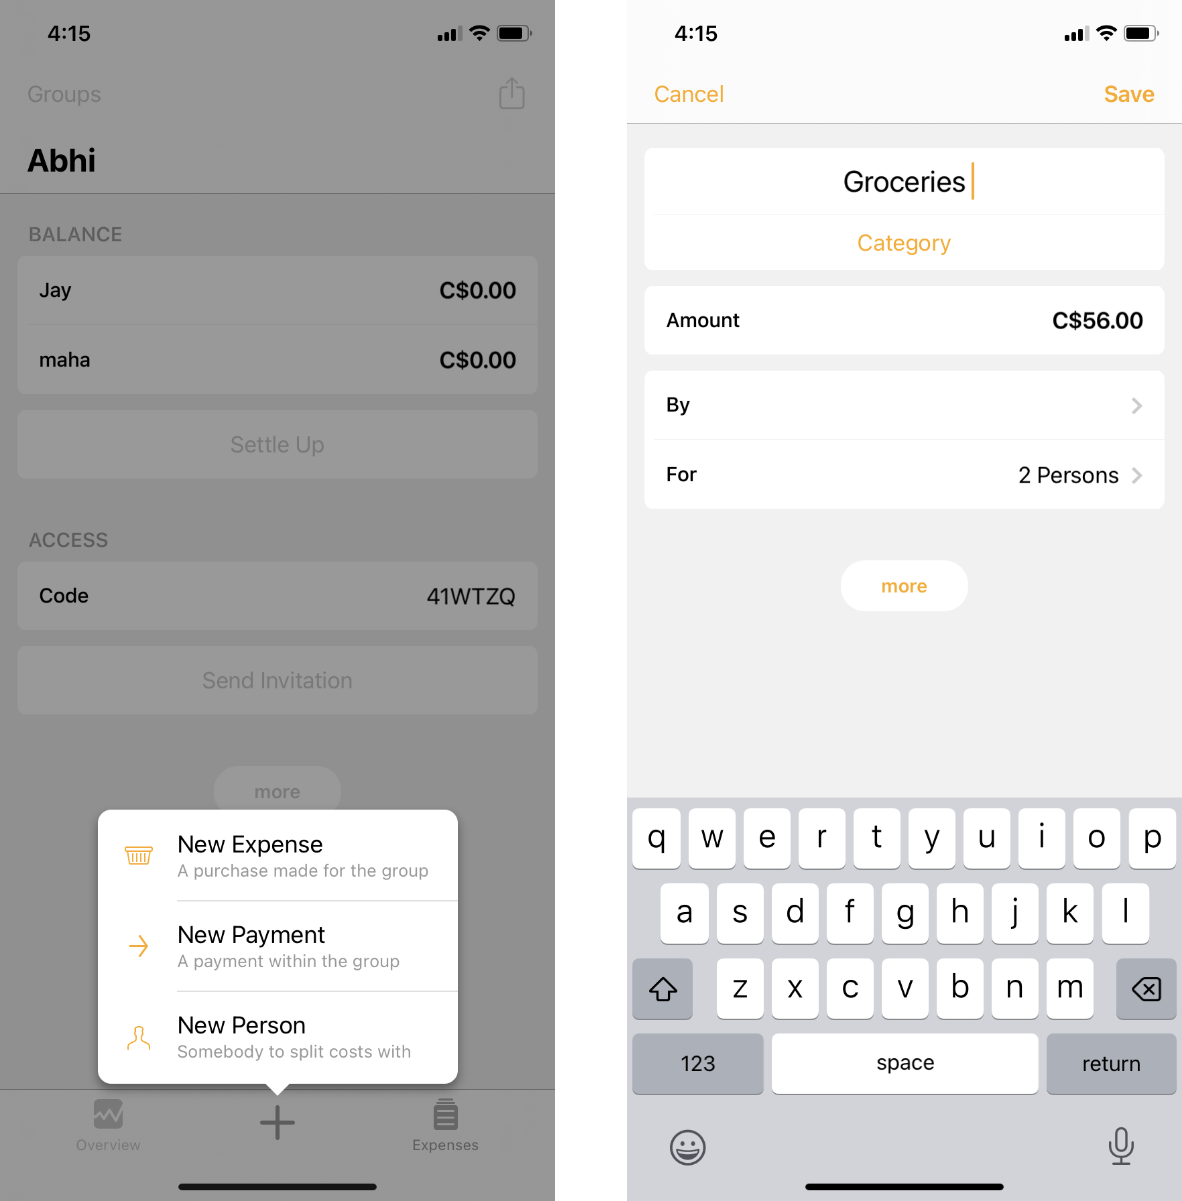 4:15
Groups
Abhi
BALANCE
Jay C$0.00
maha C$0.00
Settle Up
ACCESS
Code 41WTZQ
Send Invitation
more
New Expense
A purchase made for the group
New Payment
A payment within the group
New Person
Somebody to split costs with
Overview Expenses
4:15
Cancel Save
Groceries
Category
Amount C$56.00
By
For 2 Persons
more
q w e r t y u i o p
a s d f g h j k l
z x c v b n m
123 space return